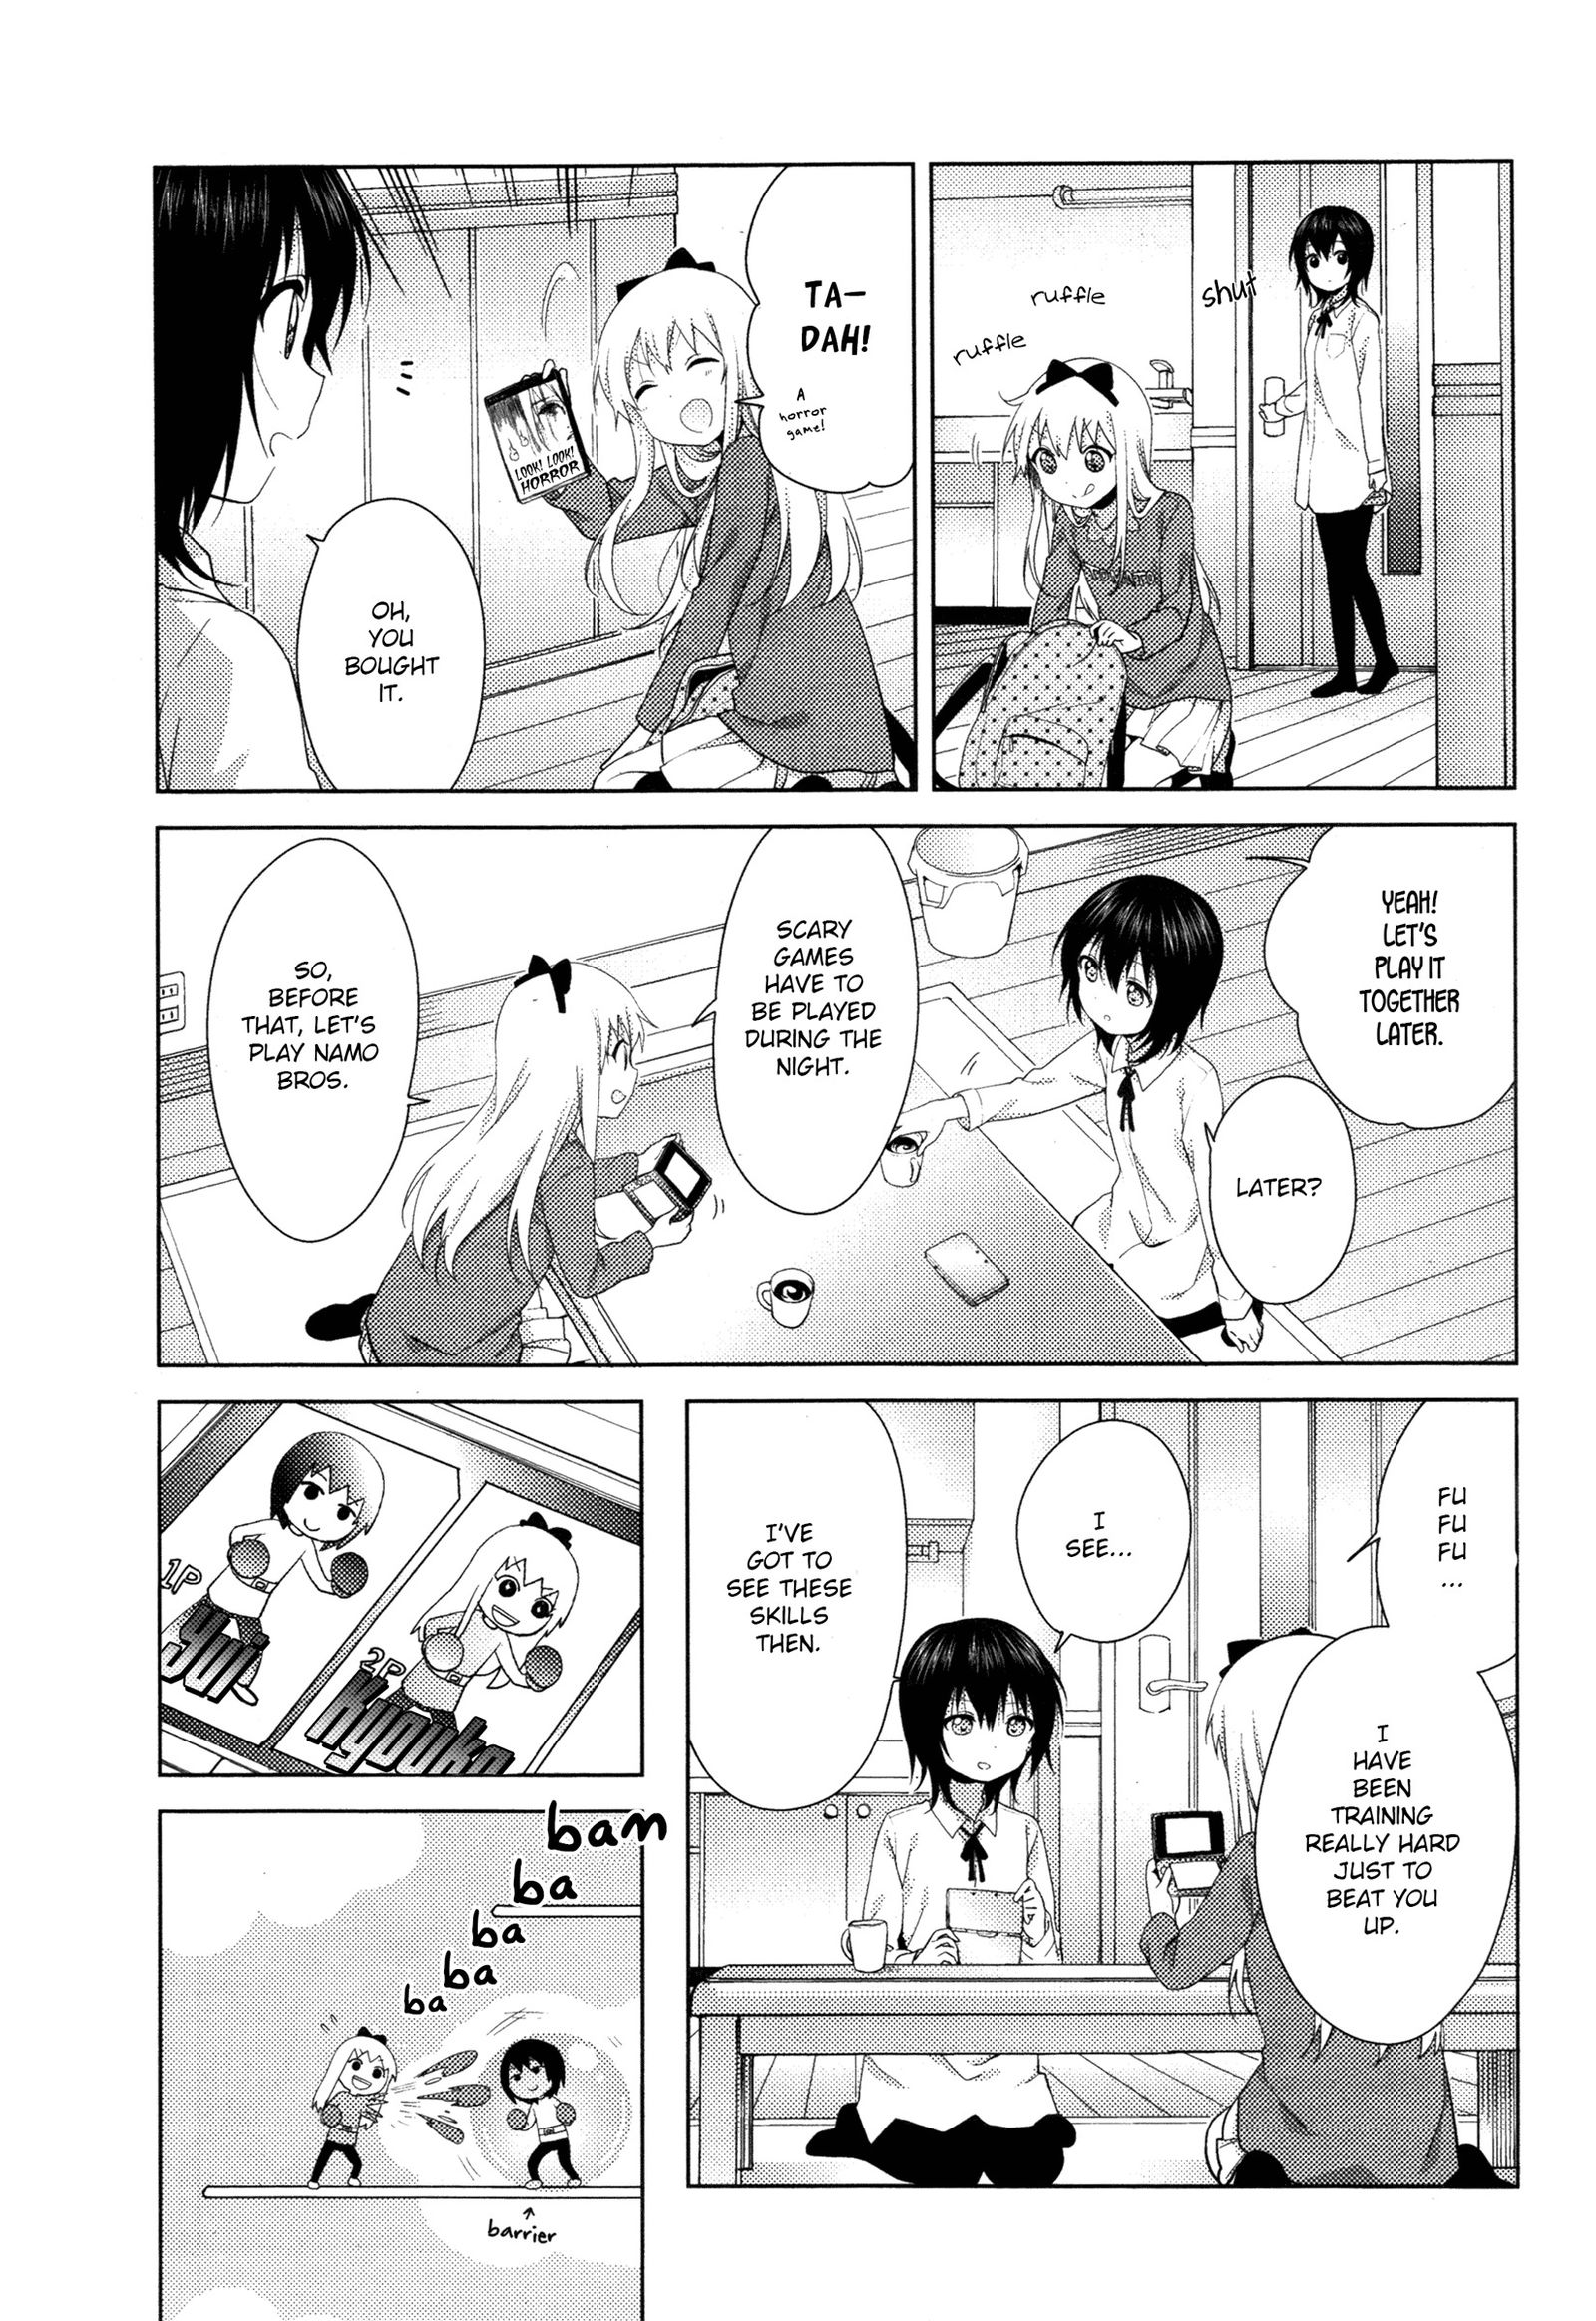 shut
ruffle
ruffle
TA-
DAH!
A
horror
game!
LOOK! LOOK!
HORROR
OH,
YOU
BOUGHT
IT.
YEAH!
LET'S
PLAY IT
TOGETHER
LATER.
LATER?
SCARY
GAMES
HAVE TO
BE PLAYED
DURING THE
NIGHT.
SO,
BEFORE
THAT, LET'S
PLAY NAMO
BROS.
FU
FU
FU
...
I
HAVE
BEEN
TRAINING
REALLY HARD
JUST TO
BEAT YOU
UP.
I
SEE...
I'VE
GOT TO
SEE THESE
SKILLS
THEN.
1P
Yui
2P
Kyouko
ba
ba
ba
ba
bam
barrier